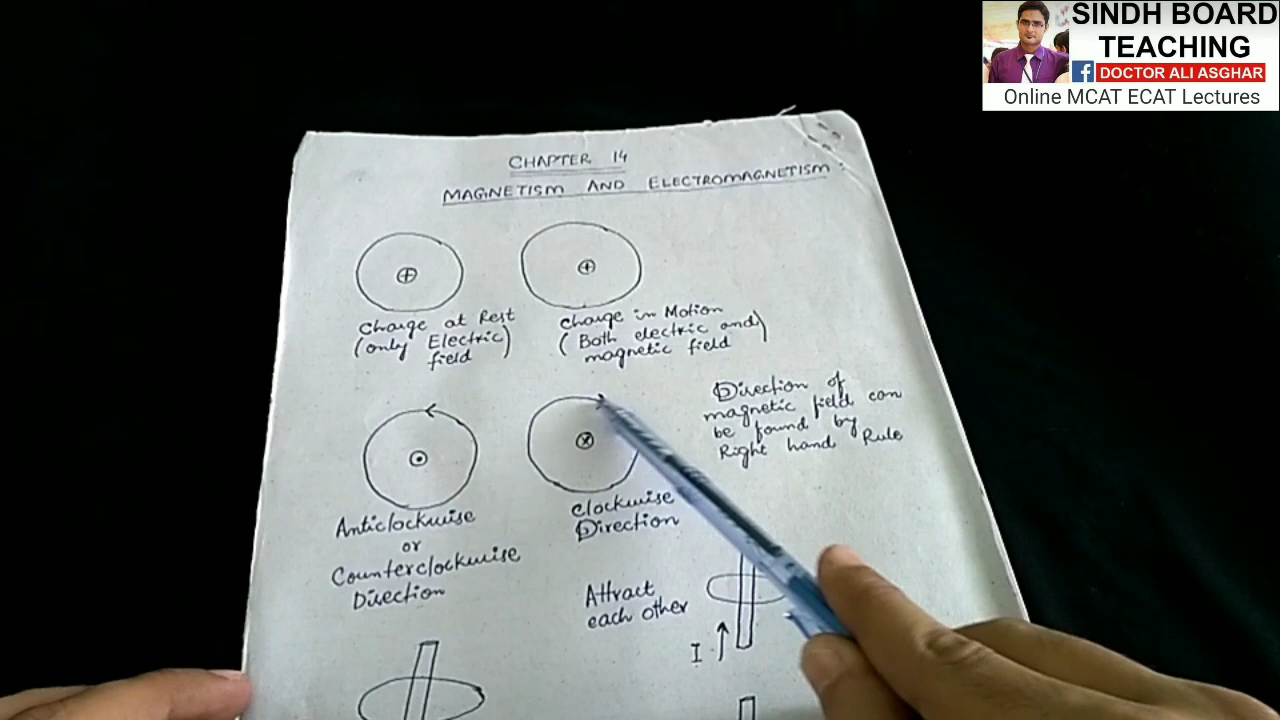 SINDH BOARD
TEACHING
f DOCTOR ALI ASGHAR
Online MCAT ECAT Lectures
CHAPTER 14
MAGNETISM AND ELECTROMAGNETISM:
Charge at Rest
(only Electric)
field
Charge in Motion
(Both electric and)
magnetic field
Direction of
magnetic field can
be found by
Right hand Rule
Anticlockwise
or
Counterclockwise
Direction
Clockwise
Direction
Attract
each other
I